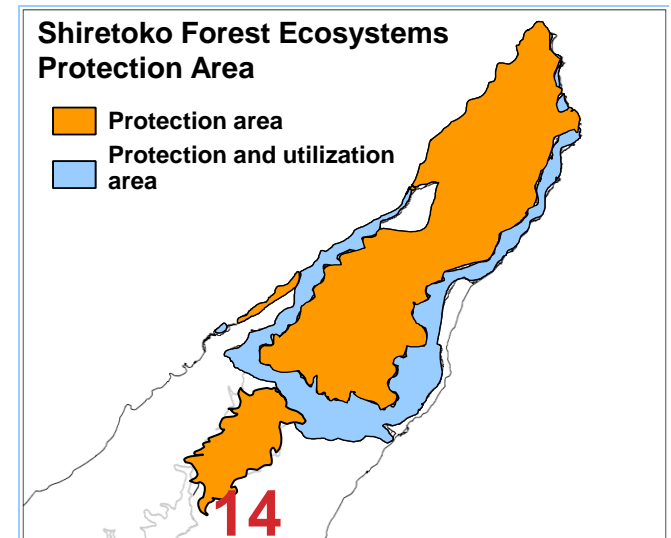 Shiretoko Forest Ecosystems
Protection Area
Protection area
Protection and utilization
area
14